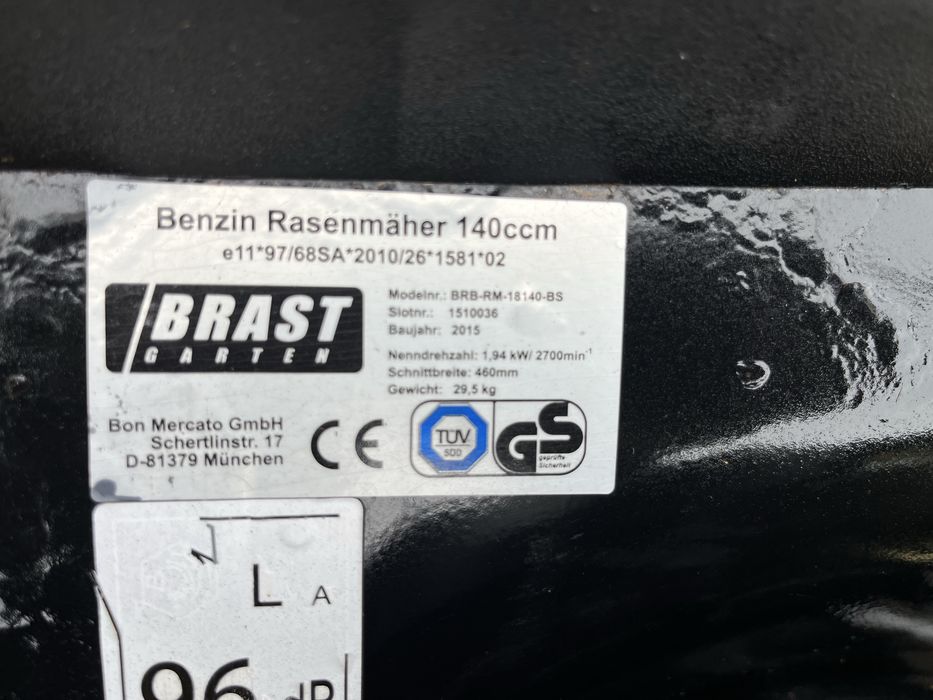 Benzin Rasenmäher 140ccm
e11*97/68SA*2010/26*1581*02
BRAST
GARTEN
Modelnr.: BRB-RM-18140-BS
Slotnr.: 1510036
Baujahr: 2015
Nenndrehzahl: 1,94 kW/ 2700min-1
Schnittbreite: 460mm
Gewicht: 29,5 kg
Bon Mercato GmbH
Schertlinstr. 17
D-81379 München
CE
TÜV
SÜD
GS
geprüfte
Sicherheit
L A
96 dB